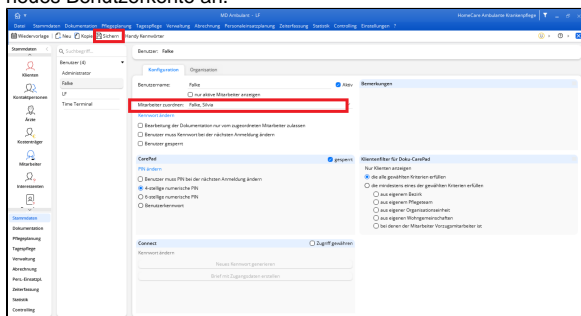 neues Benutzerkonto an.
MD Ambulant - LF
HomeCare Ambulante Krankenpflege
Datei Stammdaten Dokumentation Pflegeplanung Tagespflege Verwaltung Abrechnung Personaleinsatzplanung Zeiterfassung Statistik Controlling Einstellungen ?
Wiedervorlage Neu Kopie Sichern Handy Kennwörter
Stammdaten
Suchbegriff...
Benutzer: Falke
Klienten
Kontaktpersonen
Ärzte
Kostenträger
Mitarbeiter
Interessenten
Stammdaten
Dokumentation
Pflegeplanung
Tagespflege
Verwaltung
Abrechnung
Pers.-Einsatzpl.
Zeiterfassung
Statistik
Controlling
Benutzer (4)
Administrator
Falke
LF
Time Terminal
Konfiguration Organisation
Benutzername: Falke Aktiv
nur aktive Mitarbeiter anzeigen
Mitarbeiter zuordnen: Falke, Silvia
Kennwort ändern
Bearbeitung der Dokumentation nur vom zugeordneten Mitarbeiter zulassen
Benutzer muss Kennwort bei der nächsten Anmeldung ändern
Benutzer gesperrt
Bemerkungen
CarePad gesperrt
PIN ändern
Benutzer muss PIN bei der nächsten Anmeldung ändern
4-stellige numerische PIN
6-stellige numerische PIN
Benutzerkennwort
Klientenfilter für Doku-CarePad
Nur Klienten anzeigen
die alle gewählten Kriterien erfüllen
die mindestens eines der gewählten Kriterien erfüllen
aus eigenem Bezirk
aus eigenem Pflegeteam
aus eigener Organisationseinheit
aus eigenen Wohngemeinschaften
bei denen der Mitarbeiter Vorzugsmitarbeiter ist
Connect Zugriff gewähren
Kennwort ändern
Neues Kennwort generieren
Brief mit Zugangsdaten erstellen